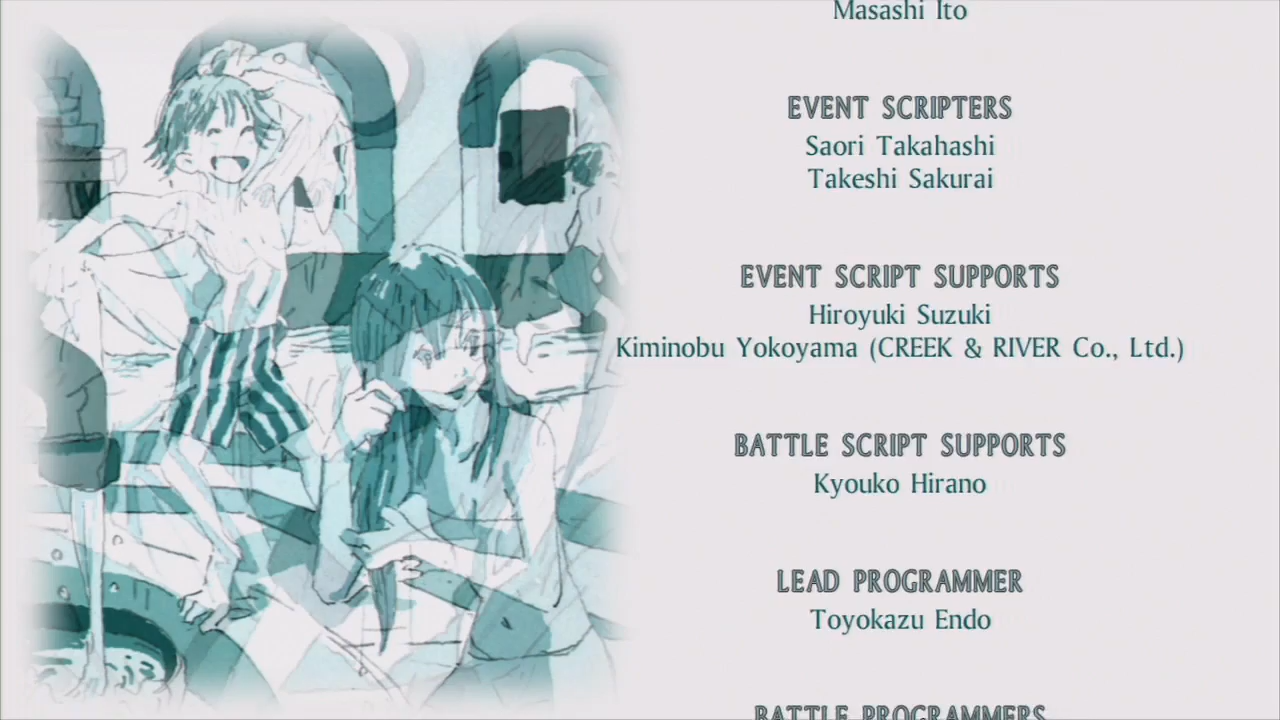 Masashi Ito
EVENT SCRIPTERS
Saori Takahashi
Takeshi Sakurai
EVENT SCRIPT SUPPORTS
Hiroyuki Suzuki
Kiminobu Yokoyama (CREEK & RIVER Co., Ltd.)
BATTLE SCRIPT SUPPORTS
Kyouko Hirano
LEAD PROGRAMMER
Toyokazu Endo
BATTLE PROGRAMMERS